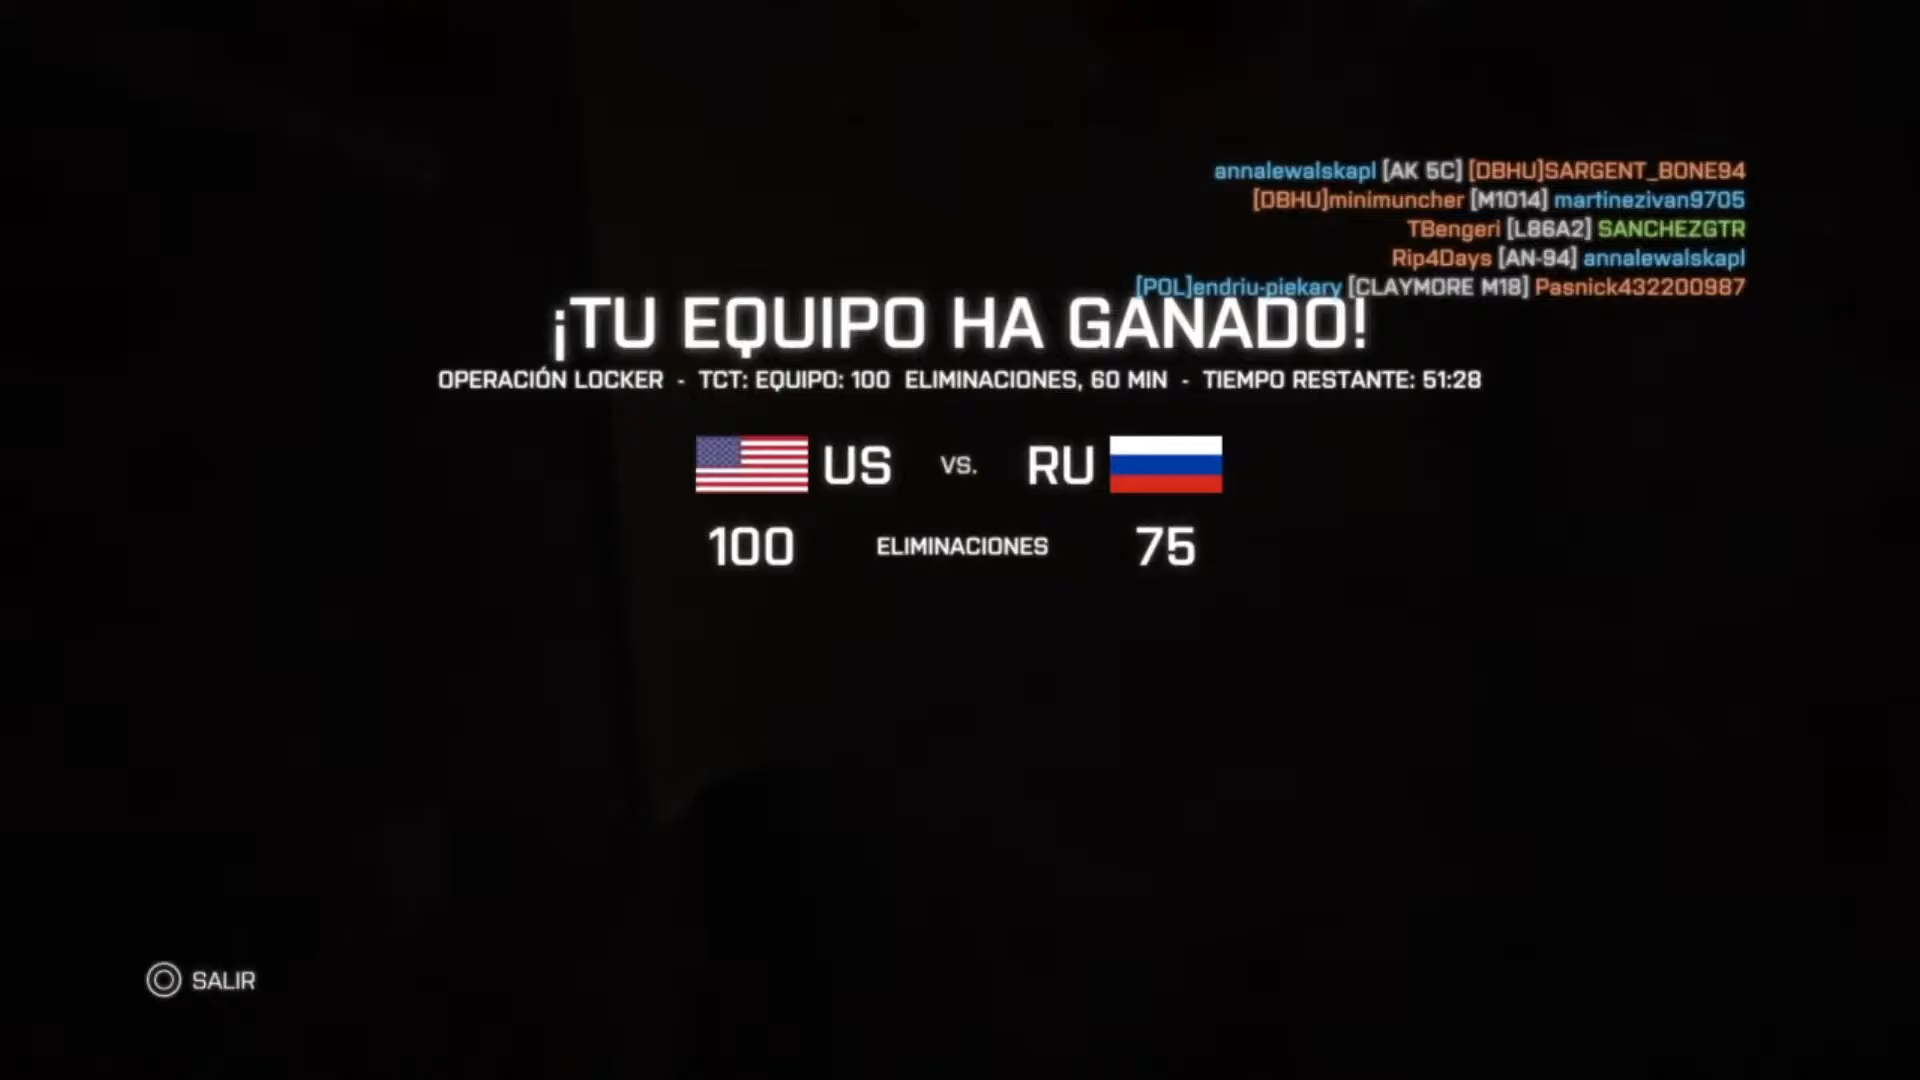 annalewalskapl [AK 5C] [DBHU]SARGENT_BONE94
[DBHU]minimuncher [M1014] martinezivan9705
TBengeri [L86A2] SANCHEZGTR
Rip4Days [AN-94] annalewalskapl
[POL]endriu-piekary [CLAYMORE M18] Pasnick432200987
¡TU EQUIPO HA GANADO!
OPERACIÓN LOCKER - TCT: EQUIPO: 100 ELIMINACIONES, 60 MIN - TIEMPO RESTANTE: 51:28
US VS. RU
100 ELIMINACIONES 75
SALIR